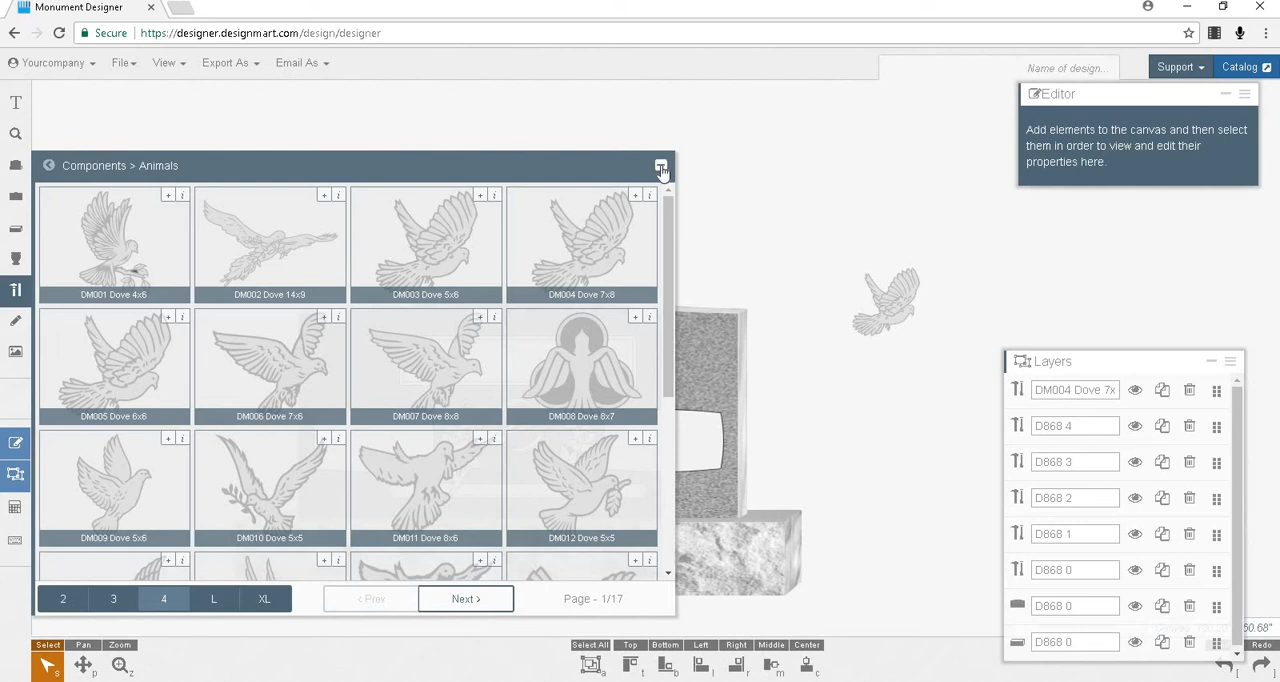 Monument Designer
Secure https://designer.designmart.com/design/designer
Yourcompany File View Export As Email As Name of design... Support Catalog
Editor
Add elements to the canvas and then select
them in order to view and edit their
properties here.
Components > Animals
DM001 Dove 4x6 DM002 Dove 14x9 DM003 Dove 5x6 DM004 Dove 7x8
DM005 Dove 6x6 DM006 Dove 7x6 DM007 Dove 8x8 DM008 Dove 8x7
DM009 Dove 5x6 DM010 Dove 5x5 DM011 Dove 8x6 DM012 Dove 5x5
2 3 4 L XL < Prev Next > Page - 1/17
Layers
DM004 Dove 7x
D868 4
D868 3
D868 2
D868 1
D868 0
D868 0
D868 0
Select Pan Zoom Select All Top Bottom Left Right Middle Center Redo
s p z a t b l r m c [ ]